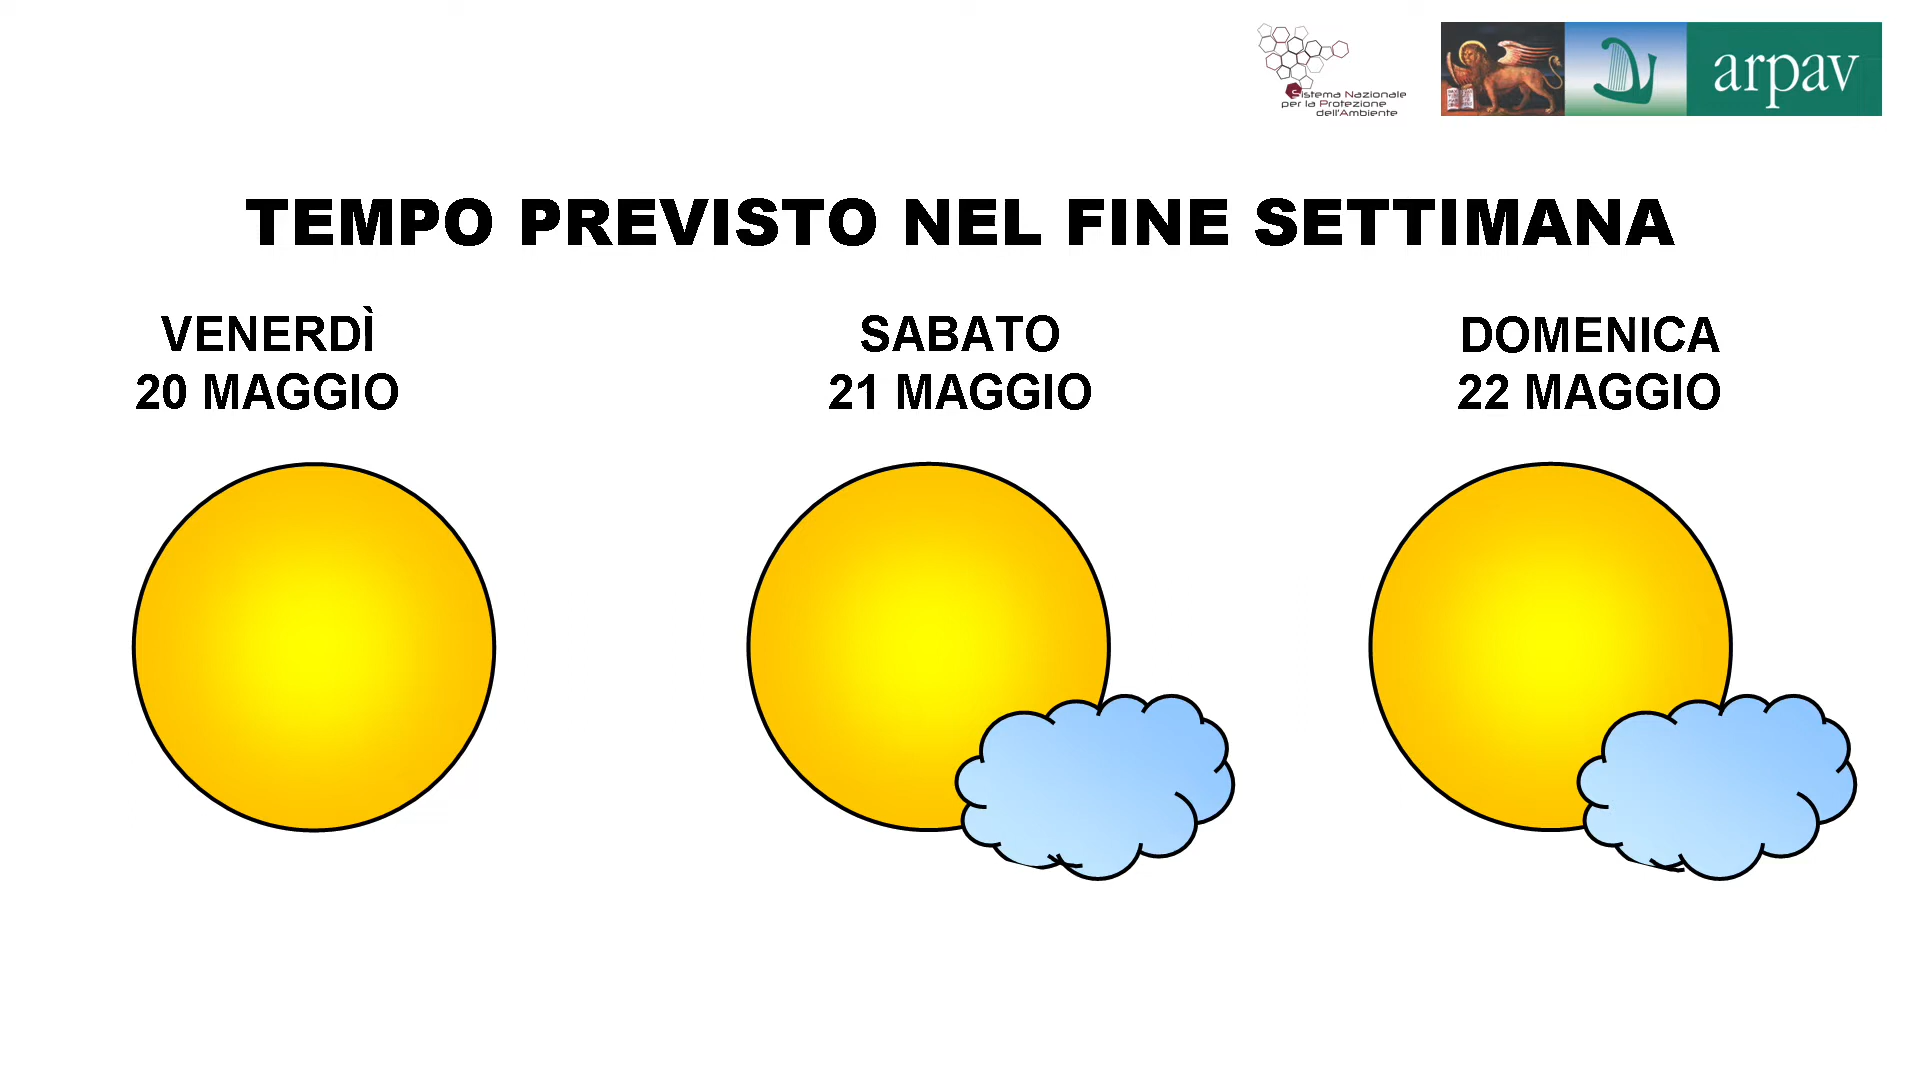 Sistema Nazionale
per la Protezione
dell'Ambiente
arpav
TEMPO PREVISTO NEL FINE SETTIMANA
VENERDÌ
20 MAGGIO
SABATO
21 MAGGIO
DOMENICA
22 MAGGIO